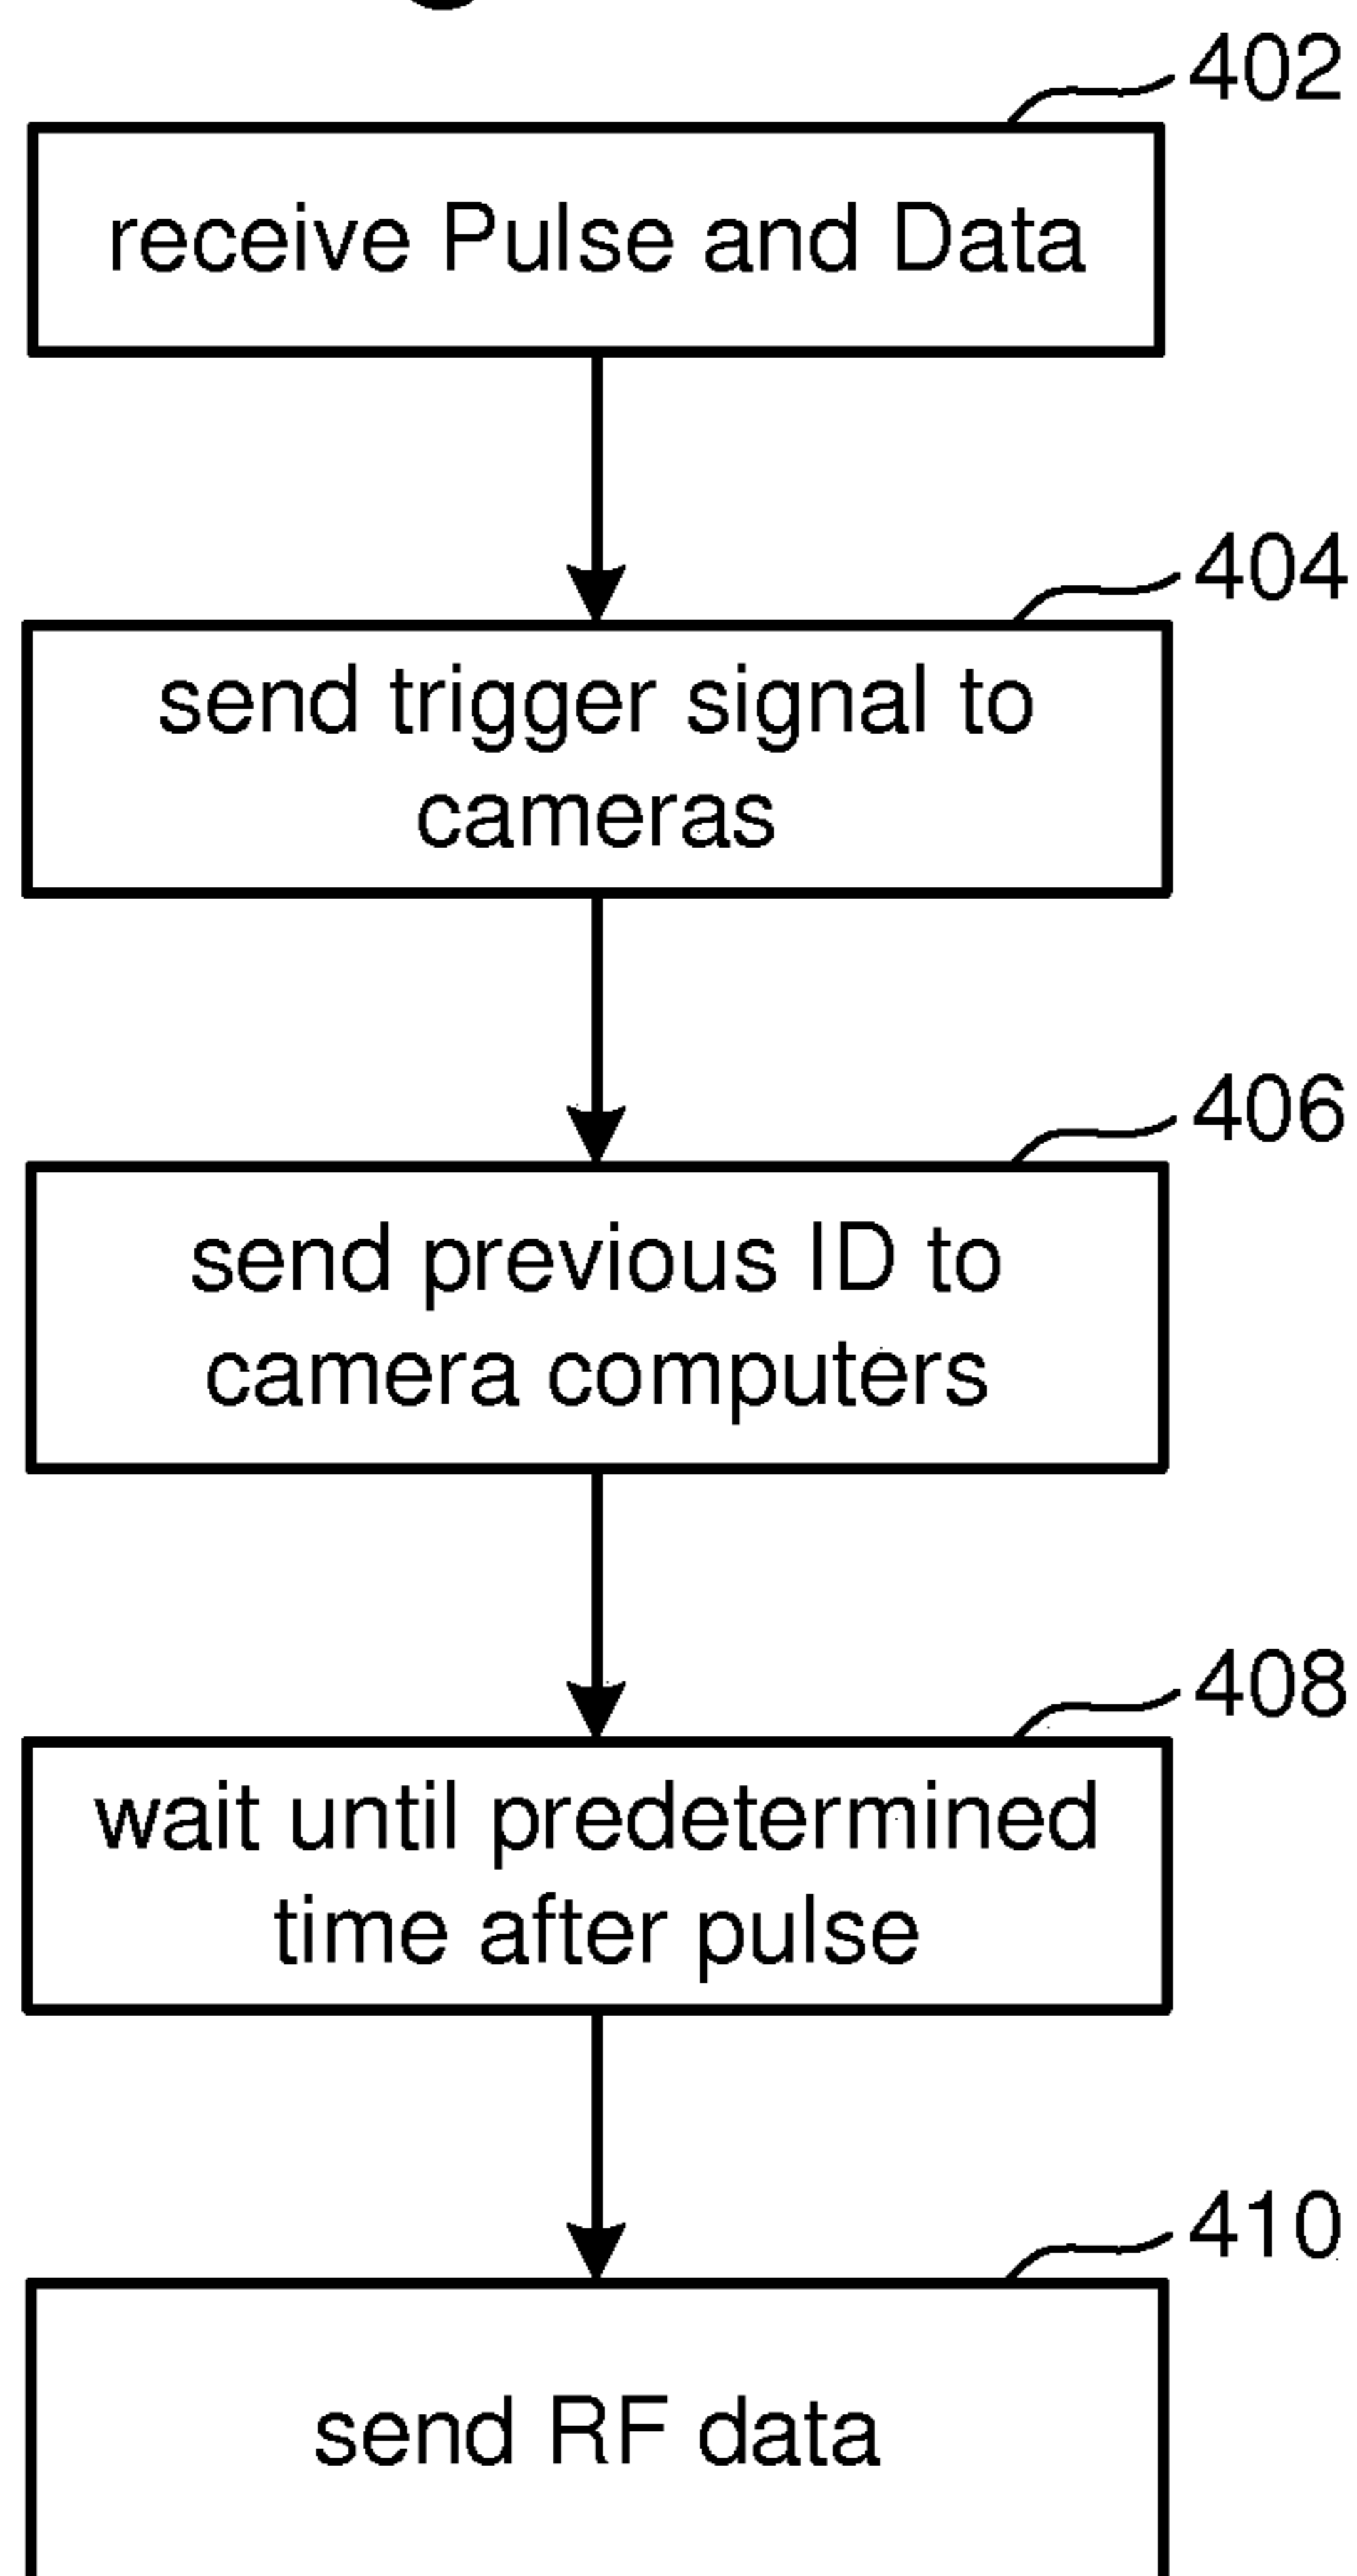 402
receive Pulse and Data
404
send trigger signal to
cameras
406
send previous ID to
camera computers
408
wait until predetermined
time after pulse
410
send RF data